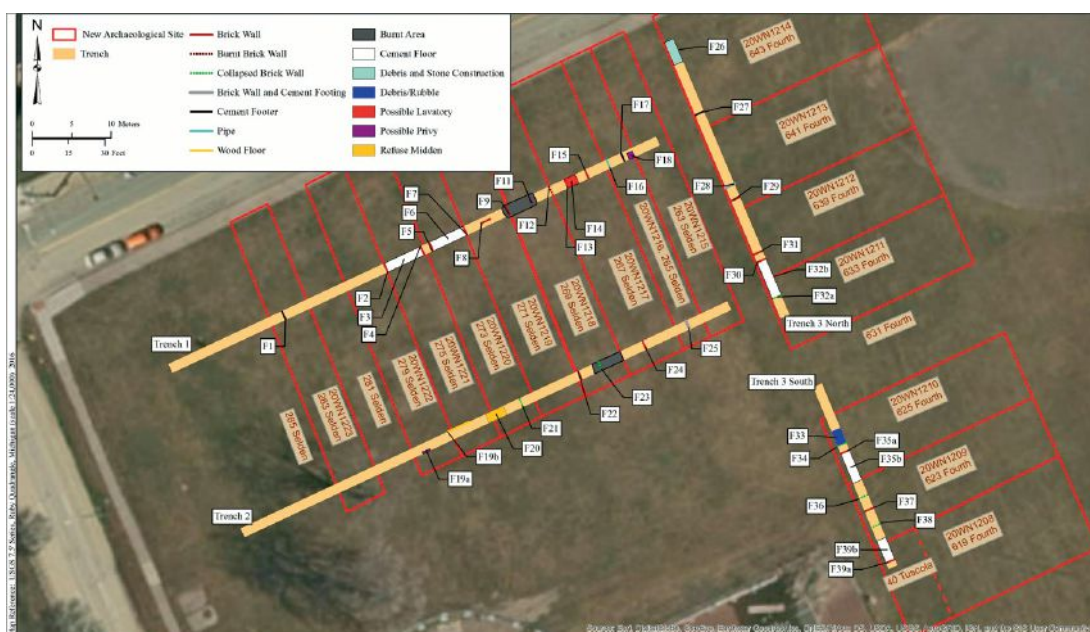 N
New Archaeological Site
Trench
Brick Wall
Burnt Brick Wall
Collapsed Brick Wall
Brick Wall and Cement Footing
Cement Footer
Pipe
Wood Floor
Burnt Area
Cement Floor
Debris and Stone Construction
Debris/Rubble
Possible Lavatory
Possible Privy
Refuse Midden
0 5 10 Meters
0 15 30 Feet
F26
20WN1214
643 Fourth
F27
20WN1213
641 Fourth
F28
F29
20WN1212
639 Fourth
F31
F30
20WN1211
633 Fourth
F32b
F32a
Trench 3 North
631 Fourth
F17
F18
F15
F16
F11
F9
F12
F14
F13
F7
F6
F5
F8
F2
F3
F4
F1
Trench 1
20WN1215
263 Selden
20WN1216, 265 Selden
20WN1217
267 Selden
20WN1218
269 Selden
20WN1219
271 Selden
20WN1220
273 Selden
20WN1221
275 Selden
20WN1222
279 Selden
281 Selden
20WN1223
283 Selden
285 Selden
F25
F24
F23
F22
F21
F20
F19b
F19a
Trench 2
Trench 3 South
20WN1210
625 Fourth
F33
F34
F35a
F35b
20WN1209
623 Fourth
F36
F37
F38
20WN1208
619 Fourth
F39b
F39a
40 Tuscola